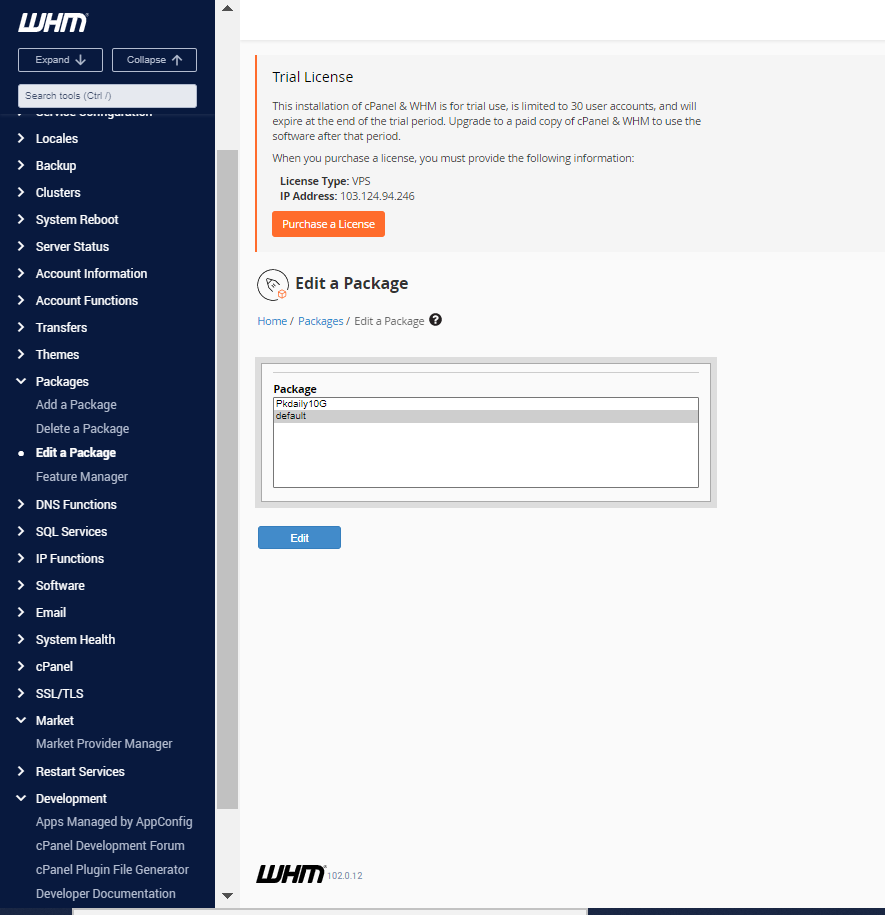 WHM
Expand
Collapse
Search tools (Ctrl /)
Service Configuration
Locales
Backup
Clusters
System Reboot
Server Status
Account Information
Account Functions
Transfers
Themes
Packages
Add a Package
Delete a Package
Edit a Package
Feature Manager
DNS Functions
SQL Services
IP Functions
Software
Email
System Health
cPanel
SSL/TLS
Market
Market Provider Manager
Restart Services
Development
Apps Managed by AppConfig
cPanel Development Forum
cPanel Plugin File Generator
Developer Documentation
Trial License
This installation of cPanel & WHM is for trial use, is limited to 30 user accounts, and will
expire at the end of the trial period. Upgrade to a paid copy of cPanel & WHM to use the
software after that period.
When you purchase a license, you must provide the following information:
License Type: VPS
IP Address: 103.124.94.246
Purchase a License
Edit a Package
Home / Packages / Edit a Package ?
Package
Pkdaily10G
default
Edit
WHM 102.0.12